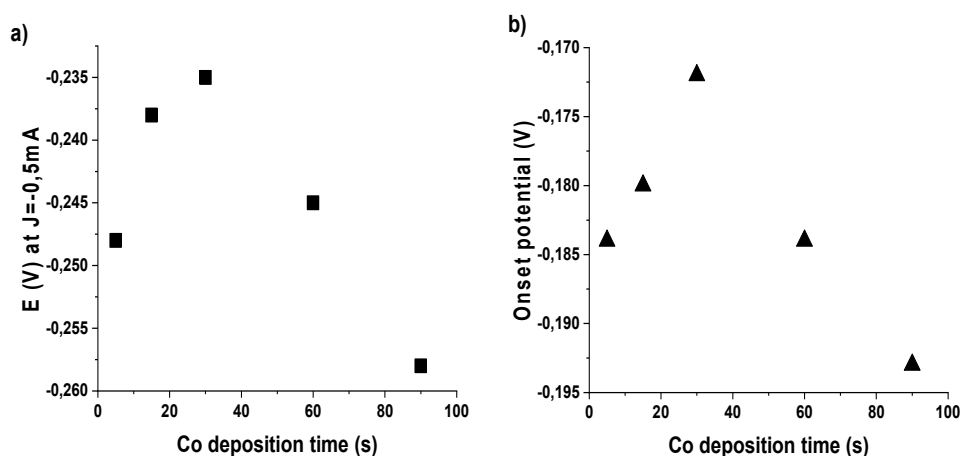 a)
E (V) at J=-0,5mA
-0,235
-0,240
-0,245
-0,250
-0,255
-0,260
0 20 40 60 80 100
Co deposition time (s)
b)
Onset potential (V)
-0,170
-0,175
-0,180
-0,185
-0,190
-0,195
0 20 40 60 80 100
Co deposition time (s)